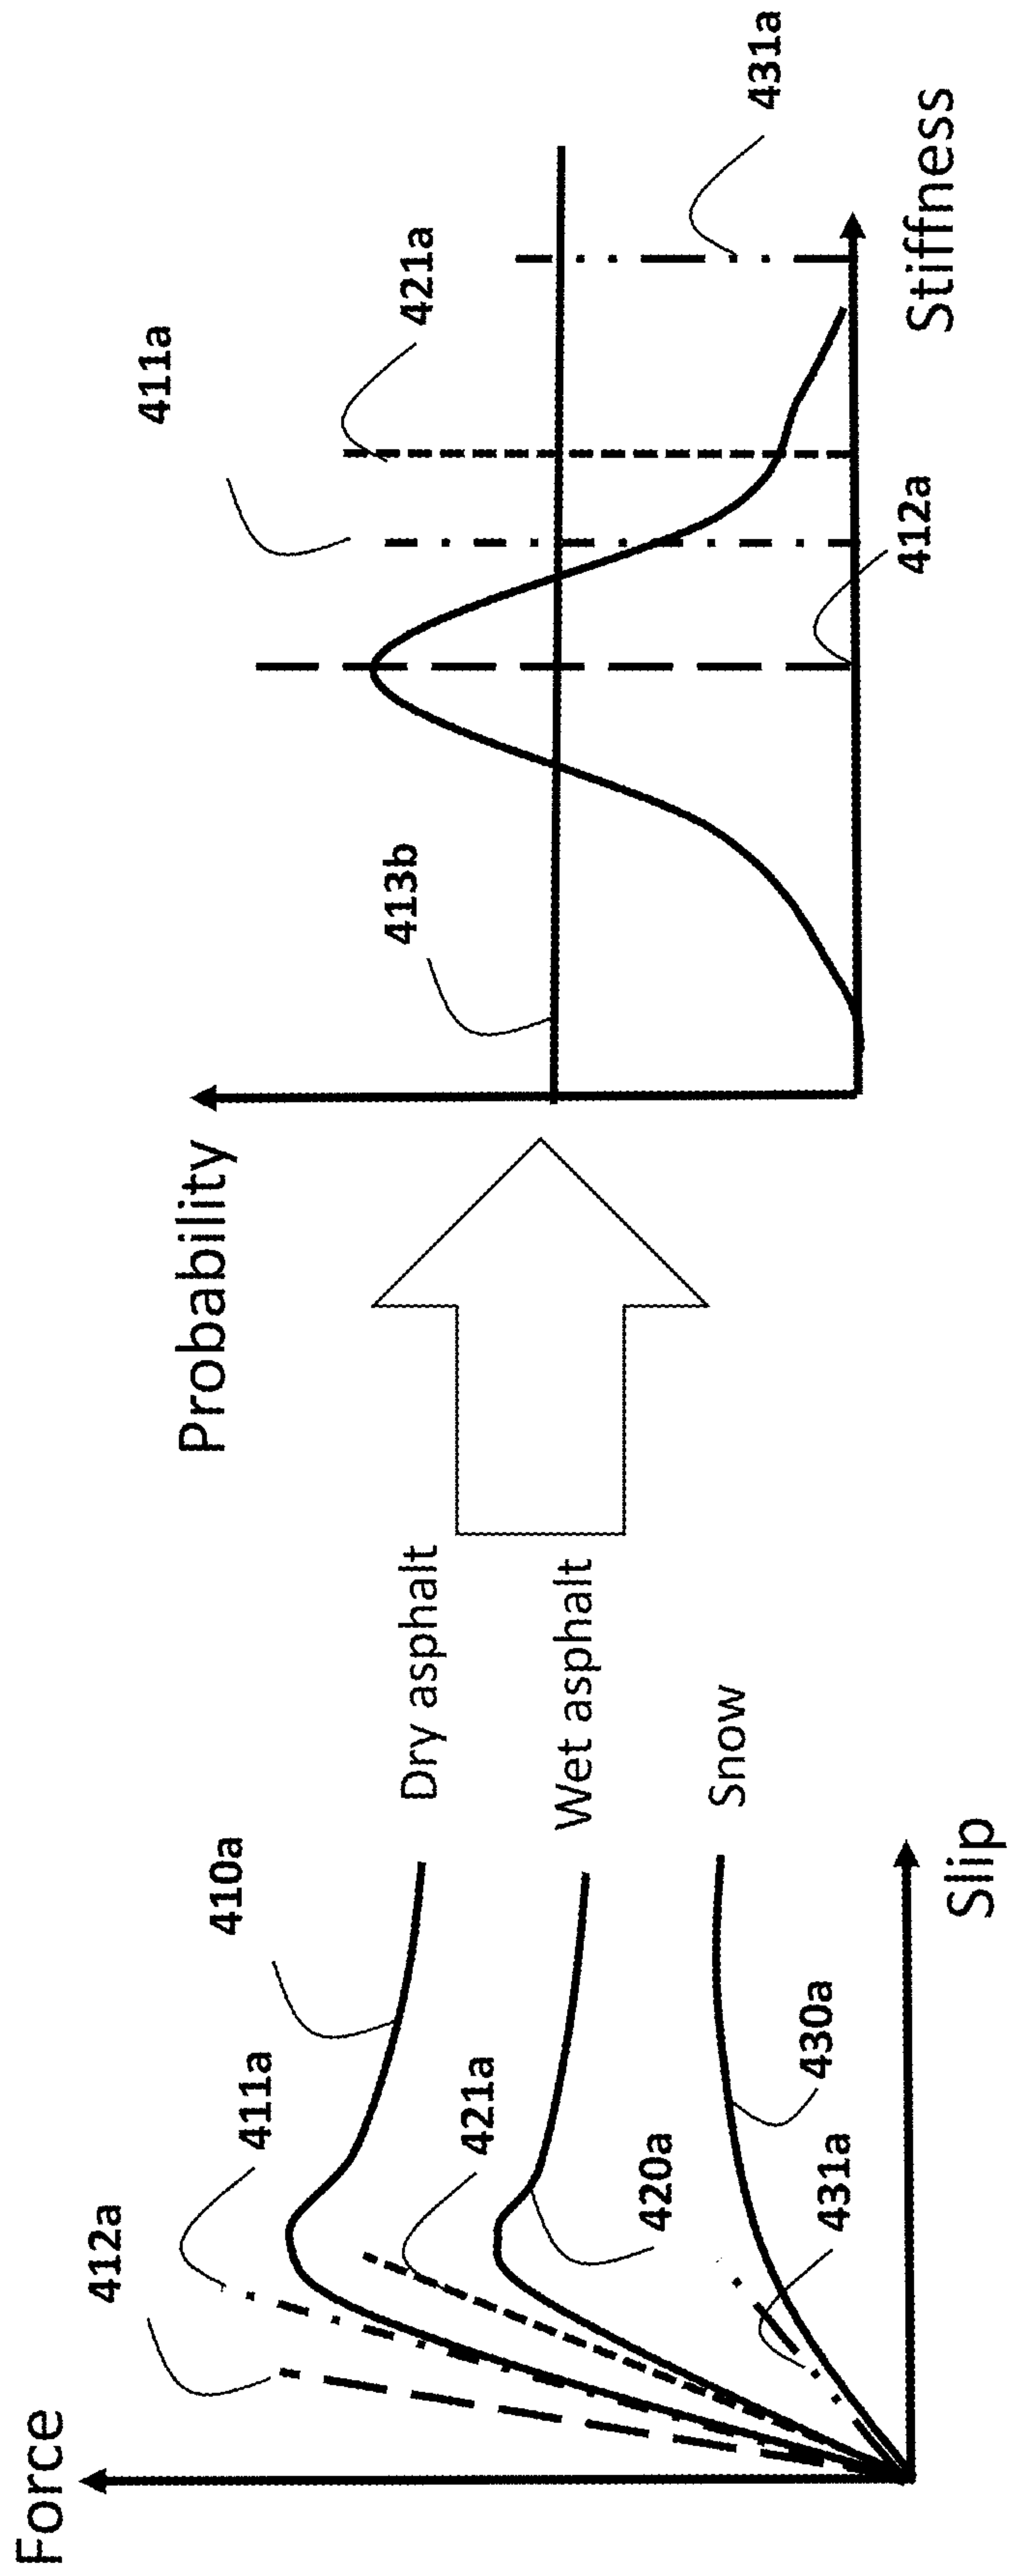 Force
412a
411a
410a
421a
420a
430a
431a
Slip
Dry asphalt
Wet asphalt
Snow
Probability
413b
411a
421a
431a
412a
Stiffness